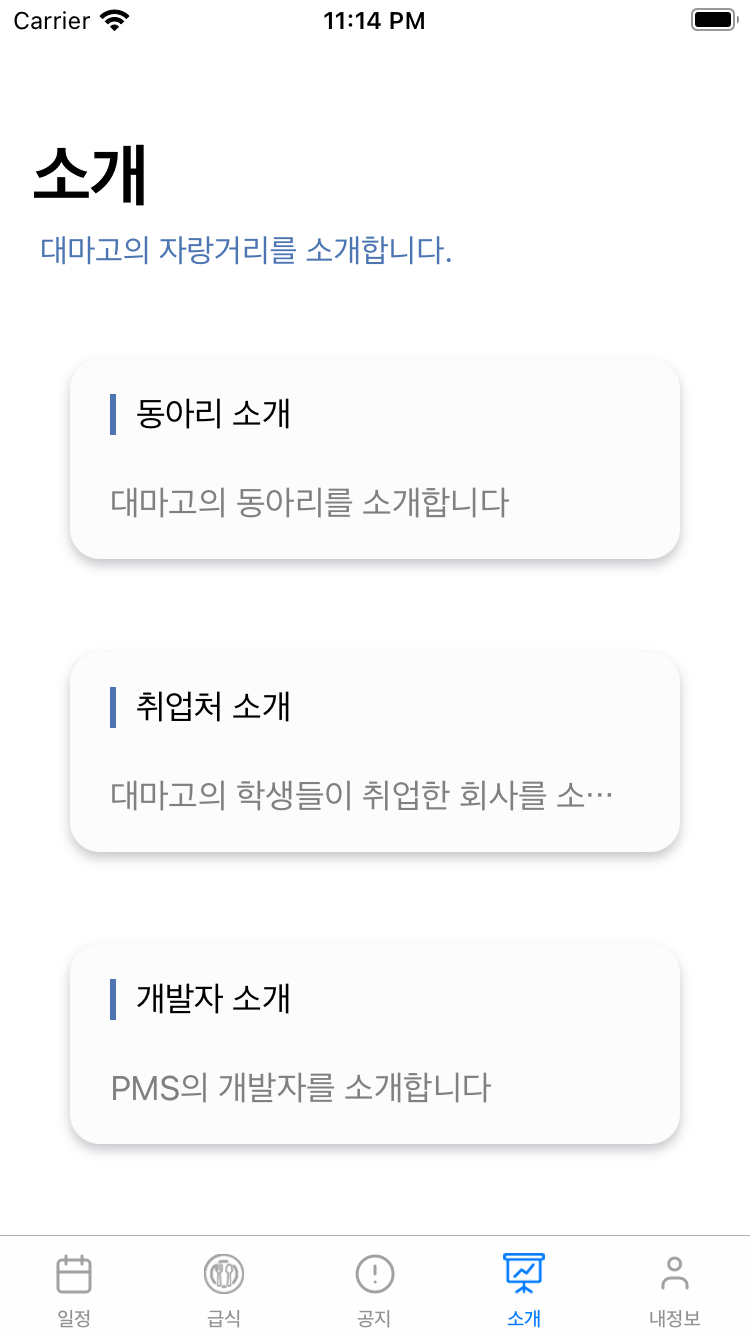 Carrier 11:14 PM
소개
대마고의 자랑거리를 소개합니다.
동아리 소개
대마고의 동아리를 소개합니다
취업처 소개
대마고의 학생들이 취업한 회사를 소…
개발자 소개
PMS의 개발자를 소개합니다
일정 급식 공지 소개 내정보